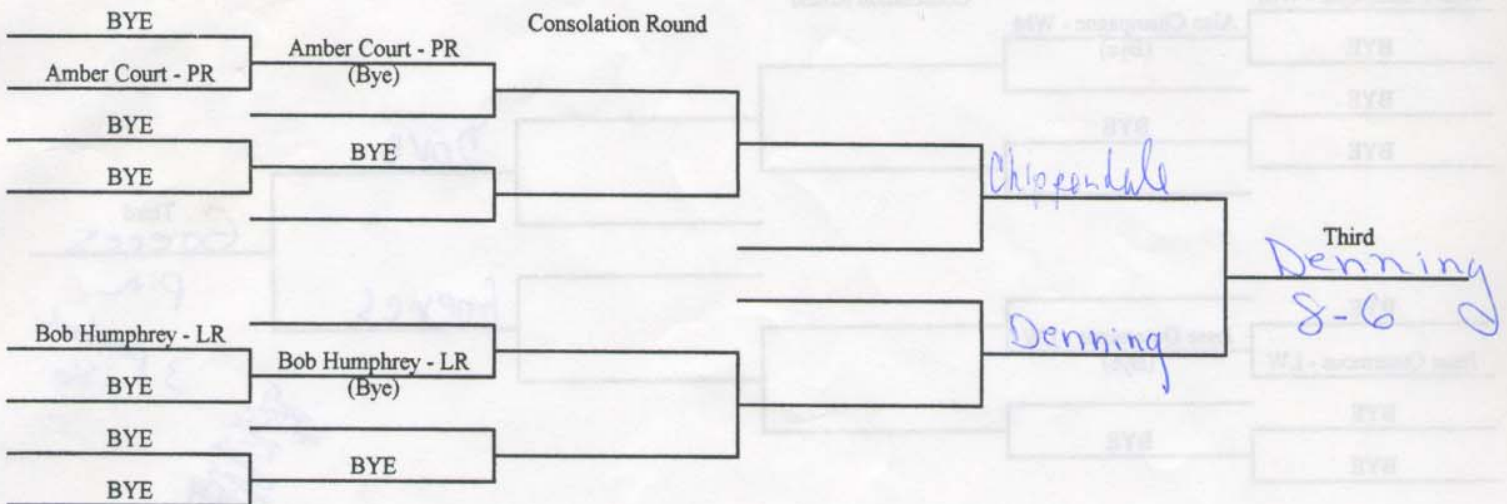 BYE
Consolation Round
Amber Court - PR
Amber Court - PR
(Bye)
BYE
BYE
BYE
Chippendale
Third
Denning
8-6
Bob Humphrey - LR
Denning
Bob Humphrey - LR
(Bye)
BYE
BYE
BYE
BYE